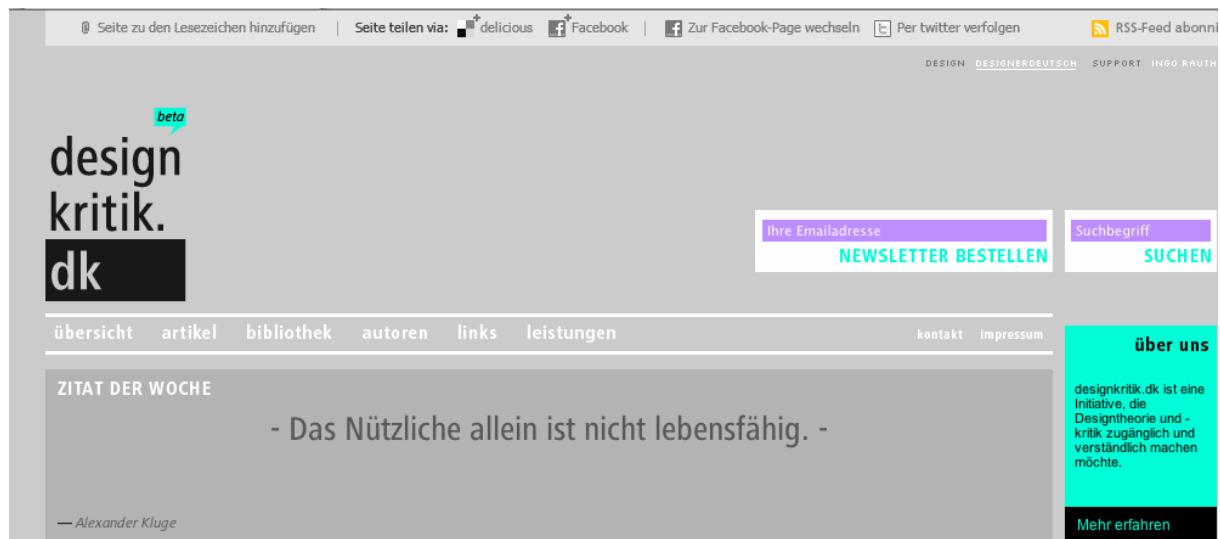 Seite zu den Lesezeichen hinzufügen | Seite teilen via: delicious Facebook | Zur Facebook-Page wechseln Per twitter verfolgen RSS-Feed abonni
DESIGN DESIGNERDEUTSCH SUPPORT INGO RAUTH
beta
design
kritik.
dk
Ihre Emailadresse
NEWSLETTER BESTELLEN
Suchbegriff
SUCHEN
übersicht artikel bibliothek autoren links leistungen kontakt impressum
ZITAT DER WOCHE
- Das Nützliche allein ist nicht lebensfähig. -
— Alexander Kluge
über uns
designkritik.dk ist eine
Initiative, die
Designtheorie und -
kritik zugänglich und
verständlich machen
möchte.
Mehr erfahren